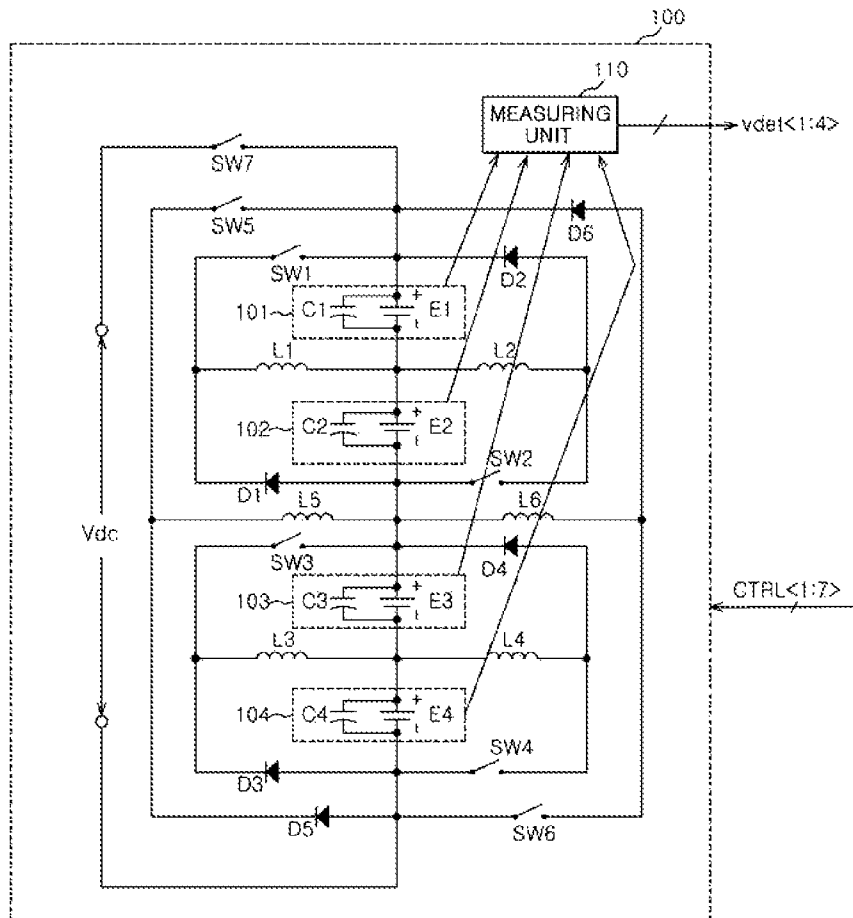 100
110
MEASURING
UNIT
vdet<1:4>
SW7
SW5
D6
SW1
D2
101
C1
+
E1
L1
L2
102
C2
+
E2
SW2
D1
L5
L6
Vdc
SW3
D4
103
C3
+
E3
CTRL<1:7>
L3
L4
104
C4
+
E4
SW4
D3
D5
SW6